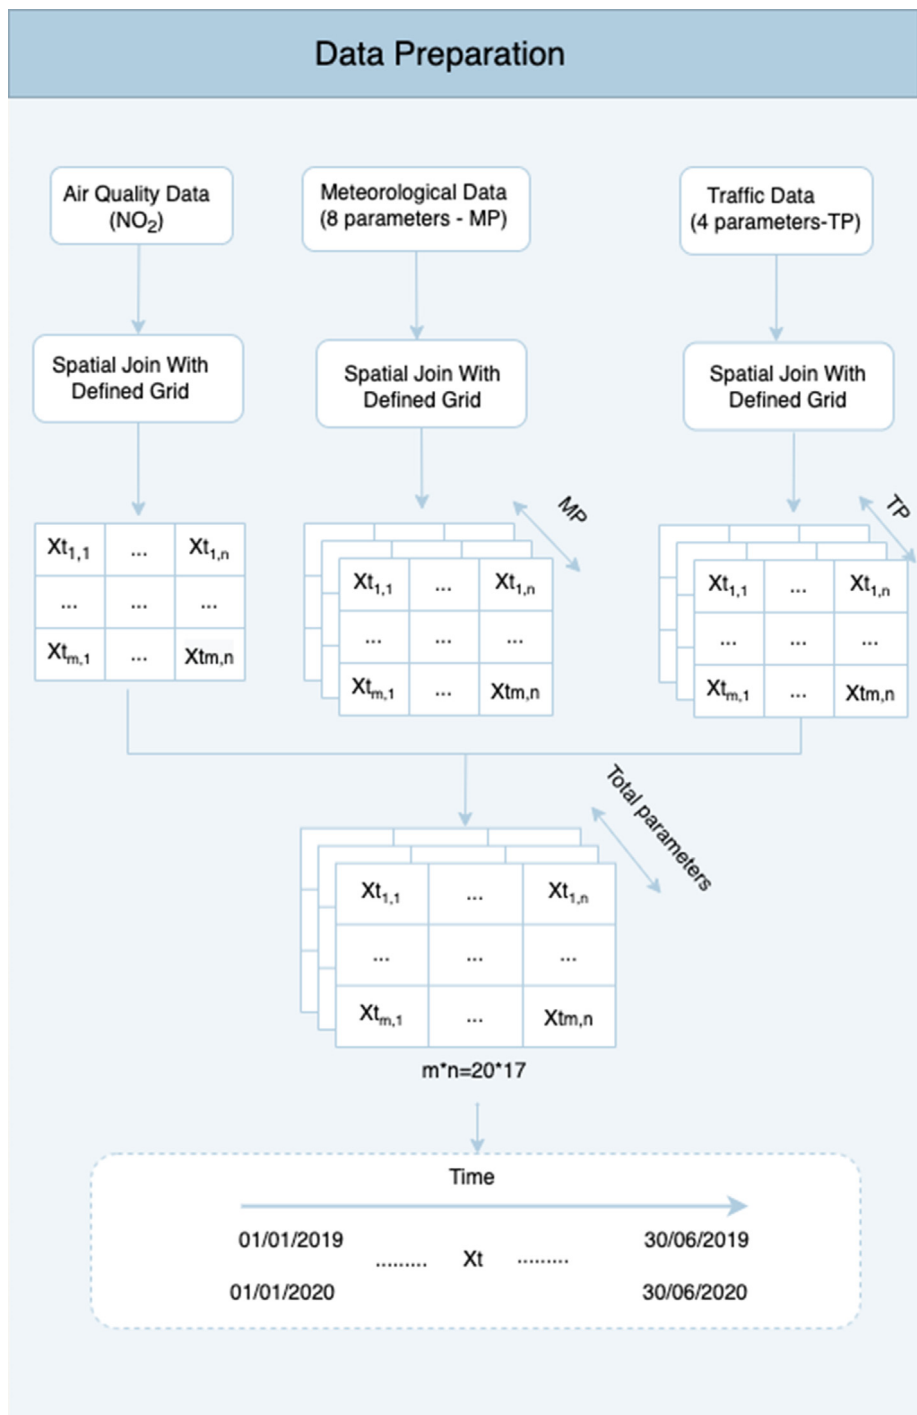 Data Preparation
Air Quality Data
(NO₂)
Meteorological Data
(8 parameters - MP)
Traffic Data
(4 parameters-TP)
Spatial Join With
Defined Grid
Spatial Join With
Defined Grid
Spatial Join With
Defined Grid
MP
TP
Xt1,1 ... Xt1,n
... ... ...
Xtm,1 ... Xtm,n
Xt1,1 ... Xt1,n
... ... ...
Xtm,1 ... Xtm,n
Xt1,1 ... Xt1,n
... ... ...
Xtm,1 ... Xtm,n
Total parameters
Xt1,1 ... Xt1,n
... ... ...
Xtm,1 ... Xtm,n
m*n=20*17
Time
01/01/2019 30/06/2019
......... Xt .........
01/01/2020 30/06/2020